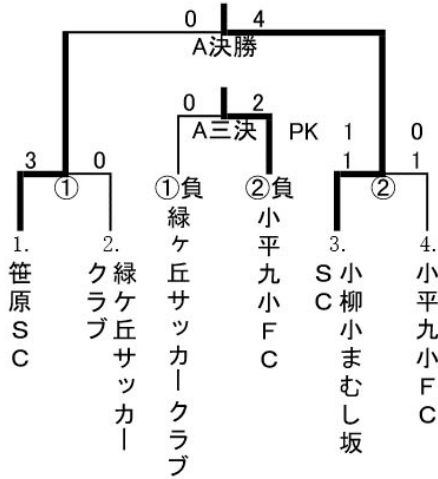 0 4
A決勝
0 2
A三決 PK 1 0
3 0 1 1
① ①負 ②負 ②
1. 2. 3. 4.
笹原SC
緑ケ丘サッカー
クラブ
緑ヶ丘サッカークラブ
小平九小FC
小柳小まむし坂
SC
小平九小FC